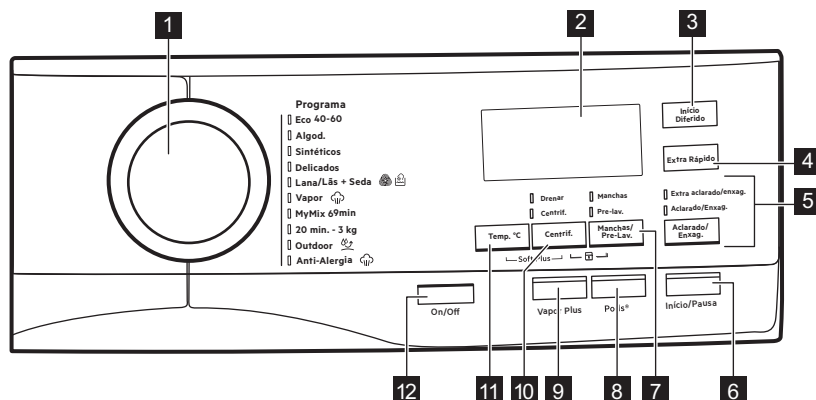 1
2
3
Programa
Eco 40-60
Algod.
Sintéticos
Delicados
Lana/Lãs + Seda
Vapor
MyMix 69min
20 min. - 3 kg
Outdoor
Anti-Alergia
Início
Diferido
Extra Rápido
4
Extra aclarado/enxag.
Aclarado/Enxag.
5
Aclarado/
Enxag.
Drenar
Centrif.
Manchas
Pre-lav.
Temp. °C
Centrif.
Manchas/
Pre-Lav.
Soft Plus
On/Off
Vapor Plus
Início/Pausa
12
11
10
9
8
7
6